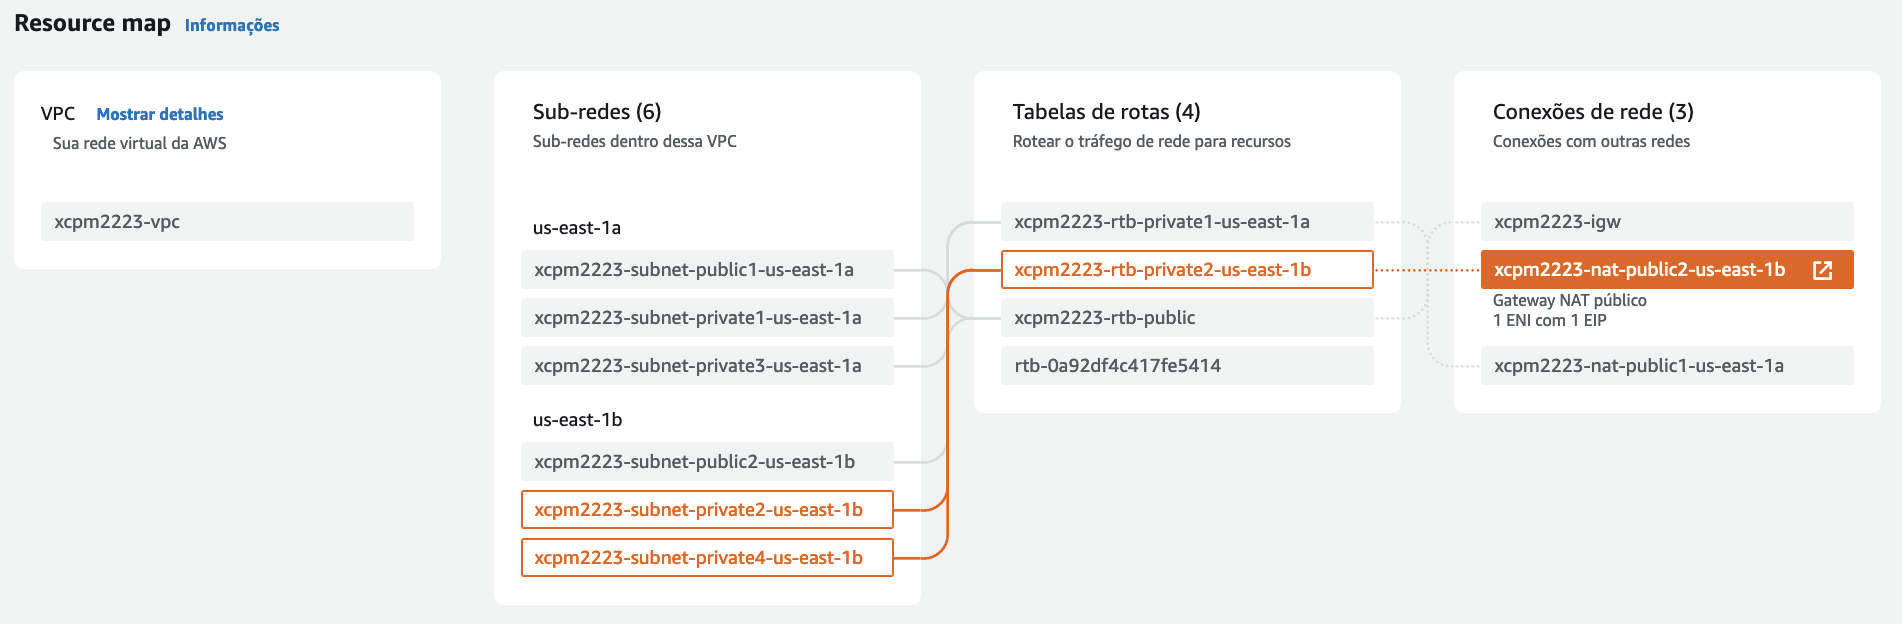 Resource map Informações
VPC Mostrar detalhes
Sua rede virtual da AWS
xcpm2223-vpc
Sub-redes (6)
Sub-redes dentro dessa VPC
us-east-1a
xcpm2223-subnet-public1-us-east-1a
xcpm2223-subnet-private1-us-east-1a
xcpm2223-subnet-private3-us-east-1a
us-east-1b
xcpm2223-subnet-public2-us-east-1b
xcpm2223-subnet-private2-us-east-1b
xcpm2223-subnet-private4-us-east-1b
Tabelas de rotas (4)
Rotear o tráfego de rede para recursos
xcpm2223-rtb-private1-us-east-1a
xcpm2223-rtb-private2-us-east-1b
xcpm2223-rtb-public
rtb-0a92df4c417fe5414
Conexões de rede (3)
Conexões com outras redes
xcpm2223-igw
xcpm2223-nat-public2-us-east-1b
Gateway NAT público
1 ENI com 1 EIP
xcpm2223-nat-public1-us-east-1a